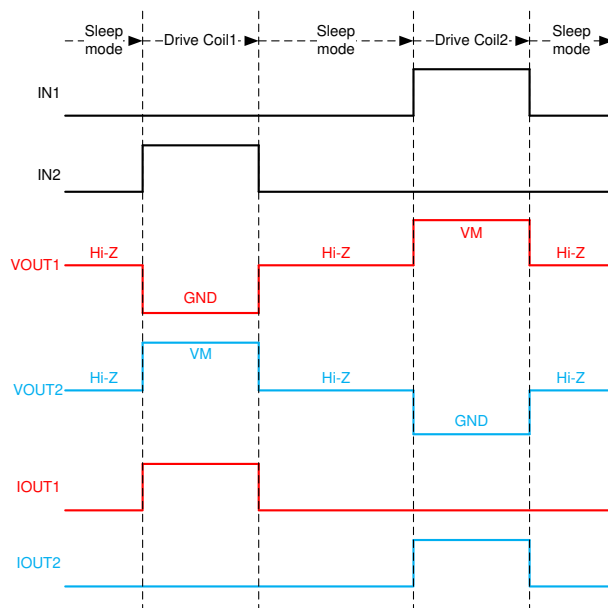 Sleep
mode
Drive Coil1
Sleep
mode
Drive Coil2
Sleep
mode
IN1
IN2
VOUT1
Hi-Z
GND
Hi-Z
VM
Hi-Z
VOUT2
Hi-Z
VM
Hi-Z
GND
Hi-Z
IOUT1
IOUT2